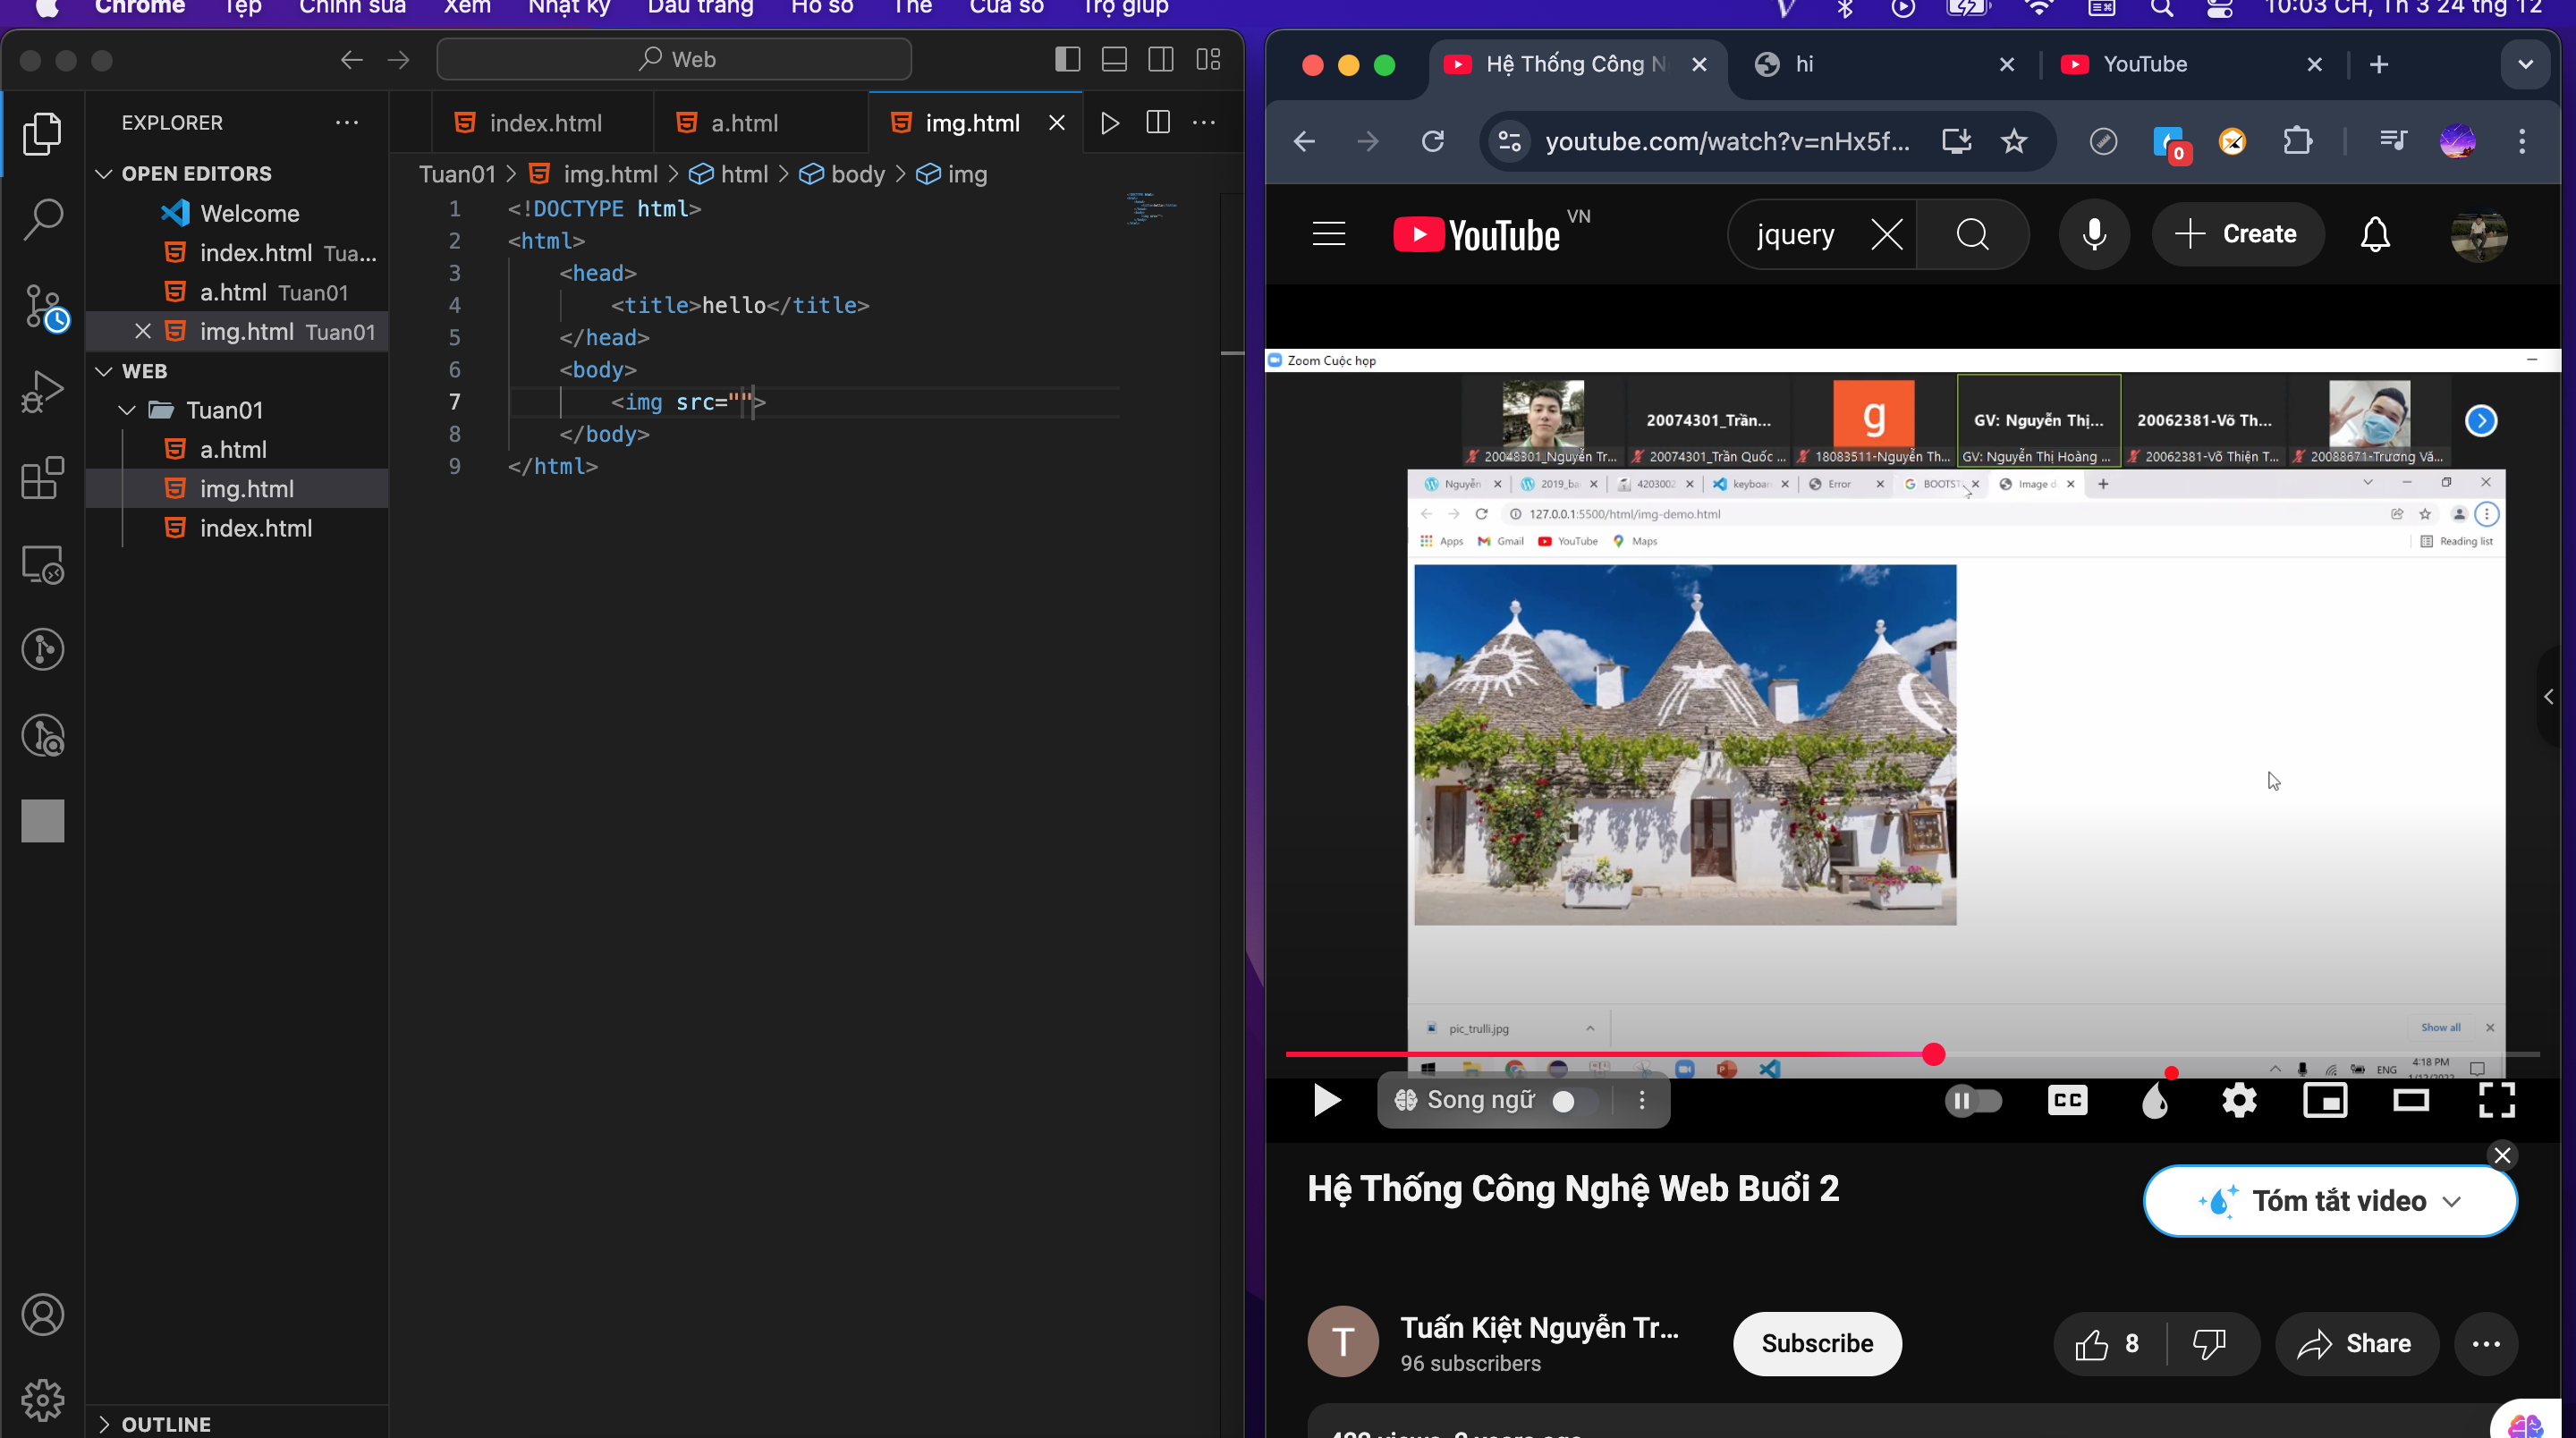 Chrome Tệp Chỉnh sửa Xem Nhật ký Dấu trang Hồ sơ Thẻ Cửa sổ Trợ giúp 10:03 CH, Th 3 24 thg 12
Web
EXPLORER
OPEN EDITORS
Welcome
index.html Tua...
a.html Tuan01
img.html Tuan01
WEB
Tuan01
a.html
img.html
index.html
OUTLINE
index.html a.html img.html
Tuan01 > img.html > html > body > img
1 <!DOCTYPE html>
2 <html>
3 <head>
4 <title>hello</title>
5 </head>
6 <body>
7 <img src="">
8 </body>
9 </html>
Hệ Thống Công N hi YouTube
youtube.com/watch?v=nHx5f...
0
YouTube VN
jquery
Create
Zoom Cuộc họp
20074301_Trần... g GV: Nguyễn Thị... 20062381-Võ Th...
20048301_Nguyễn Tr... 20074301_Trần Quốc ... 18083511-Nguyễn Th... GV: Nguyễn Thị Hoàng ... 20062381-Võ Thiện T... 20088671-Trương Vă...
Nguyễn 2019_ba 4203002 keyboar Error BOOTST Image d
127.0.0.1:5500/html/img-demo.html
Apps Gmail YouTube Maps Reading list
pic_trulli.jpg Show all
ENG 4:18 PM
Song ngữ
CC
Hệ Thống Công Nghệ Web Buổi 2
Tóm tắt video
T
Tuấn Kiệt Nguyễn Tr...
96 subscribers
Subscribe
8
Share